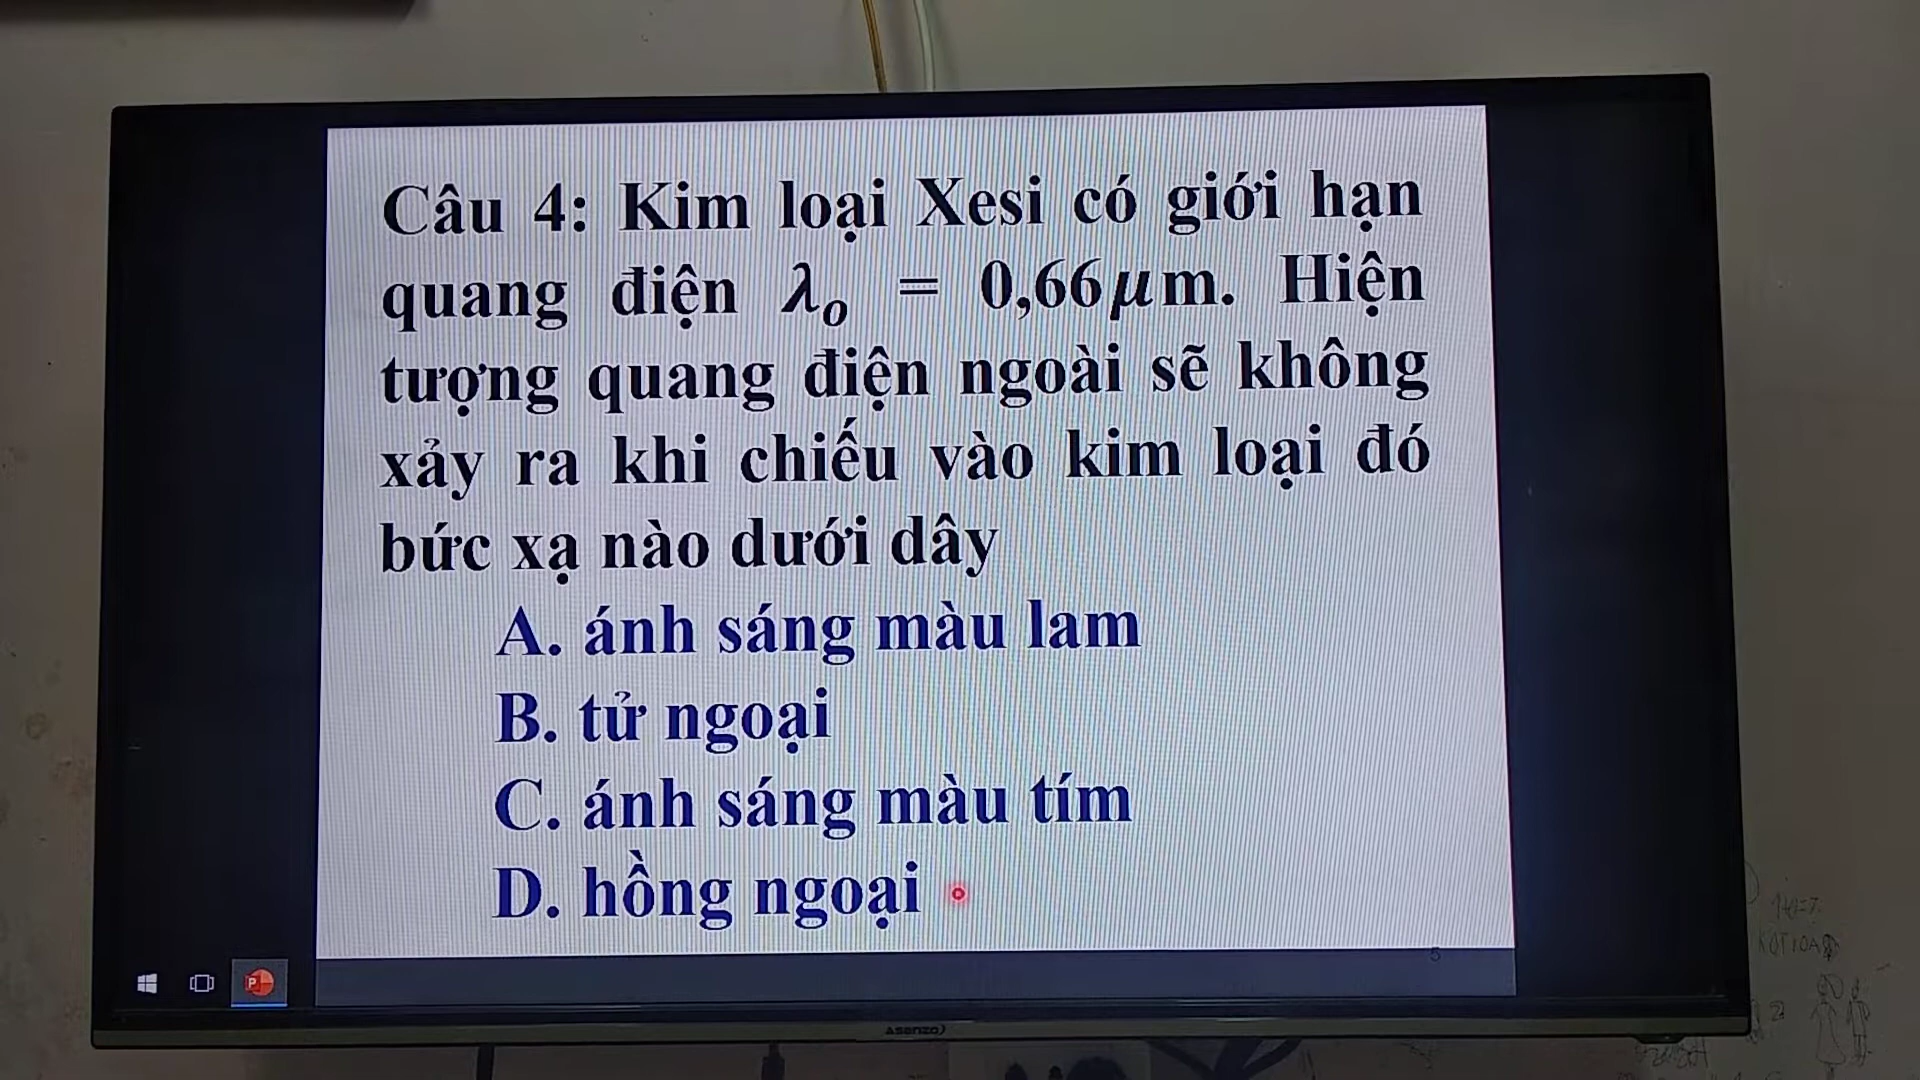 Câu 4: Kim loại Xesi có giới hạn
quang điện λₒ = 0,66μm. Hiện
tượng quang điện ngoài sẽ không
xảy ra khi chiếu vào kim loại đó
bức xạ nào dưới dây
A. ánh sáng màu lam
B. tử ngoại
C. ánh sáng màu tím
D. hồng ngoại
5
P
asanzo